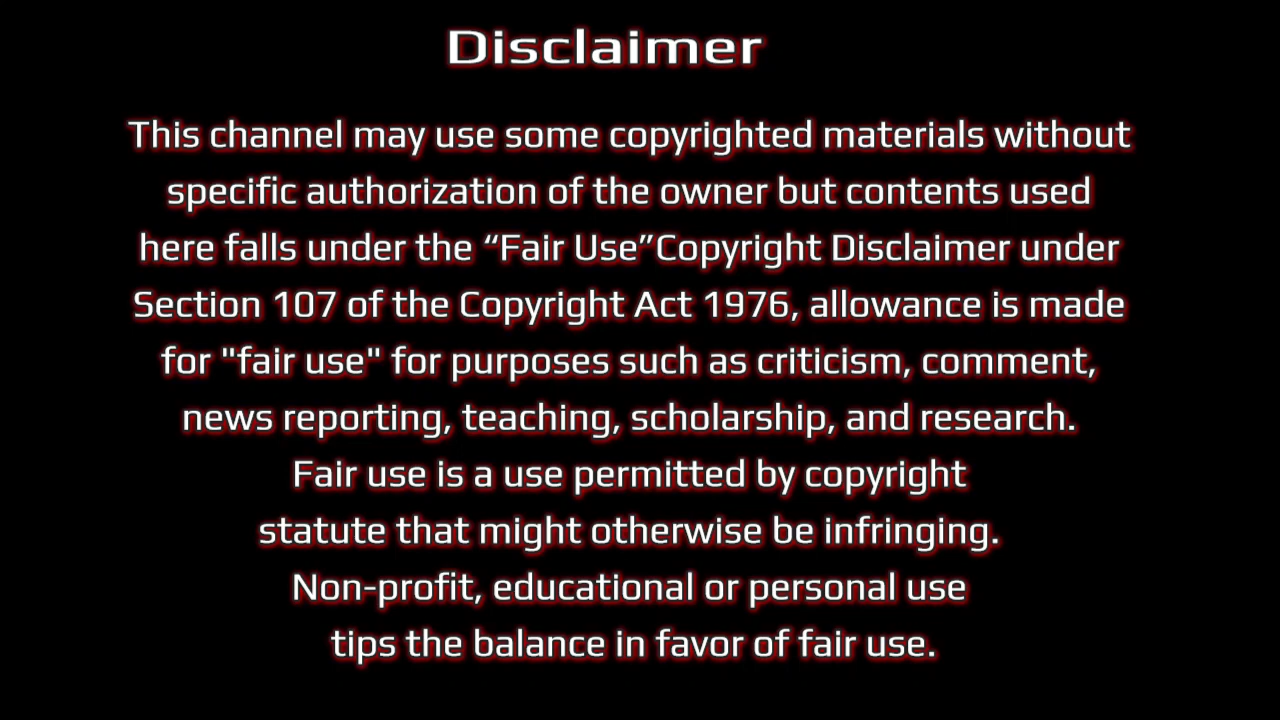 Disclaimer
This channel may use some copyrighted materials without
specific authorization of the owner but contents used
here falls under the “Fair Use”Copyright Disclaimer under
Section 107 of the Copyright Act 1976, allowance is made
for "fair use" for purposes such as criticism, comment,
news reporting, teaching, scholarship, and research.
Fair use is a use permitted by copyright
statute that might otherwise be infringing.
Non-profit, educational or personal use
tips the balance in favor of fair use.